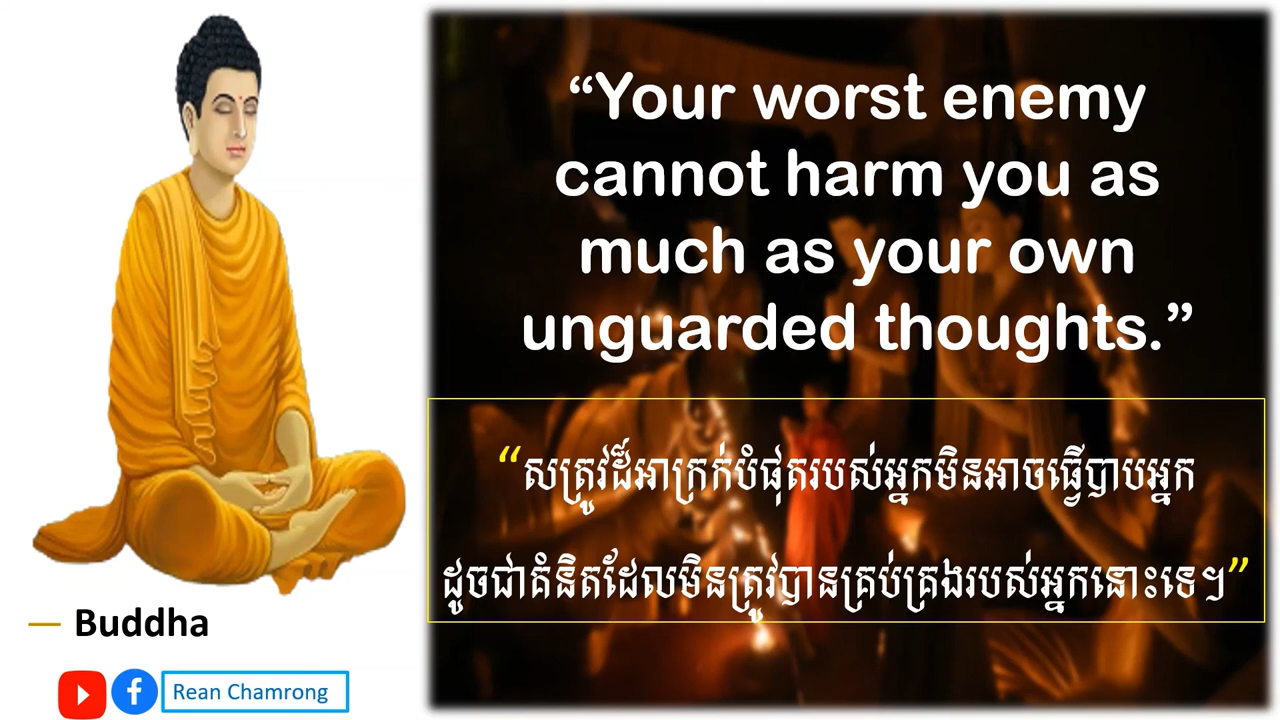 “Your worst enemy
cannot harm you as
much as your own
unguarded thoughts.”
“សត្រូវដ៏អាក្រក់បំផុតរបស់អ្នកមិនអាចធ្វើបាបអ្នក
ដូចជាគំនិតដែលមិនត្រូវបានគ្រប់គ្រងរបស់អ្នកនោះទេ។”
— Buddha
Rean Chamrong